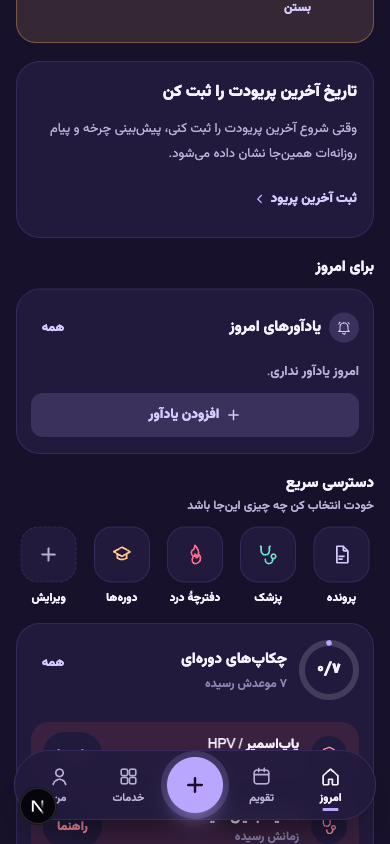 بستن
تاریخ آخرین پریودت را ثبت کن
وقتی شروع آخرین پریودت را ثبت کنی، پیش‌بینی چرخه و پیام
روزانه‌ات همین‌جا نشان داده می‌شود.
ثبت آخرین پریود
برای امروز
یادآورهای امروز
همه
امروز یادآور نداری.
افزودن یادآور
دسترسی سریع
خودت انتخاب کن چه چیزی این‌جا باشد
پرونده
پزشک
دفترچهٔ درد
دوره‌ها
ویرایش
۰/۷
چکاپ‌های دوره‌ای
همه
۷ موعدش رسیده
پاپ‌اسمیر / HPV
امروز
تقویم
خدمات
من
N
راهنما
زمانش رسیده